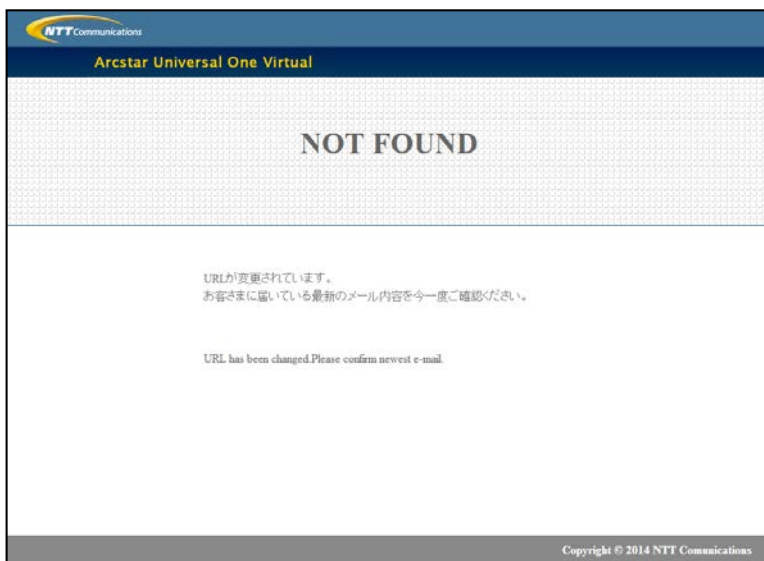 NTT Communications
Arcstar Universal One Virtual
NOT FOUND
URLが変更されています。
お客さまに届いている最新のメール内容を今一度ご確認ください。
URL has been changed.Please confirm newest e-mail.
Copyright © 2014 NTT Communications